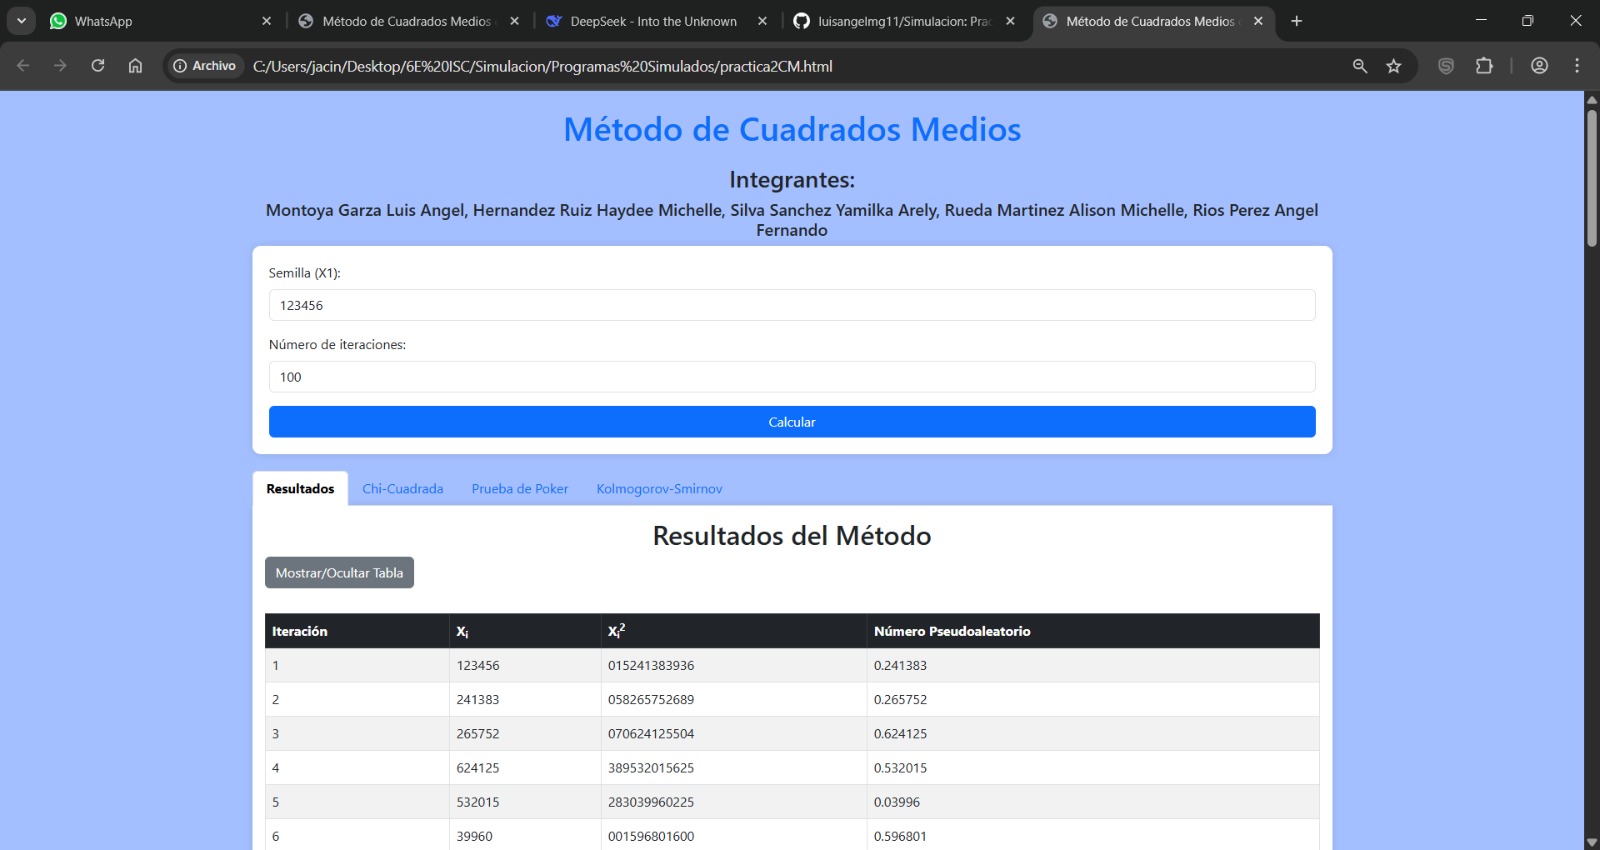 WhatsApp
Método de Cuadrados Medios
DeepSeek - Into the Unknown
luisangelmg11/Simulacion: Prac
Método de Cuadrados Medios
Archivo
C:/Users/jacin/Desktop/6E%20ISC/Simulacion/Programas%20Simulados/practica2CM.html
Método de Cuadrados Medios
Integrantes:
Montoya Garza Luis Angel, Hernandez Ruiz Haydee Michelle, Silva Sanchez Yamilka Arely, Rueda Martinez Alison Michelle, Rios Perez Angel
Fernando
Semilla (X1):
123456
Número de iteraciones:
100
Calcular
Resultados Chi-Cuadrada Prueba de Poker Kolmogorov-Smirnov
Resultados del Método
Mostrar/Ocultar Tabla
Iteración Xi Xi2 Número Pseudoaleatorio
1 123456 015241383936 0.241383
2 241383 058265752689 0.265752
3 265752 070624125504 0.624125
4 624125 389532015625 0.532015
5 532015 283039960225 0.03996
6 39960 001596801600 0.596801